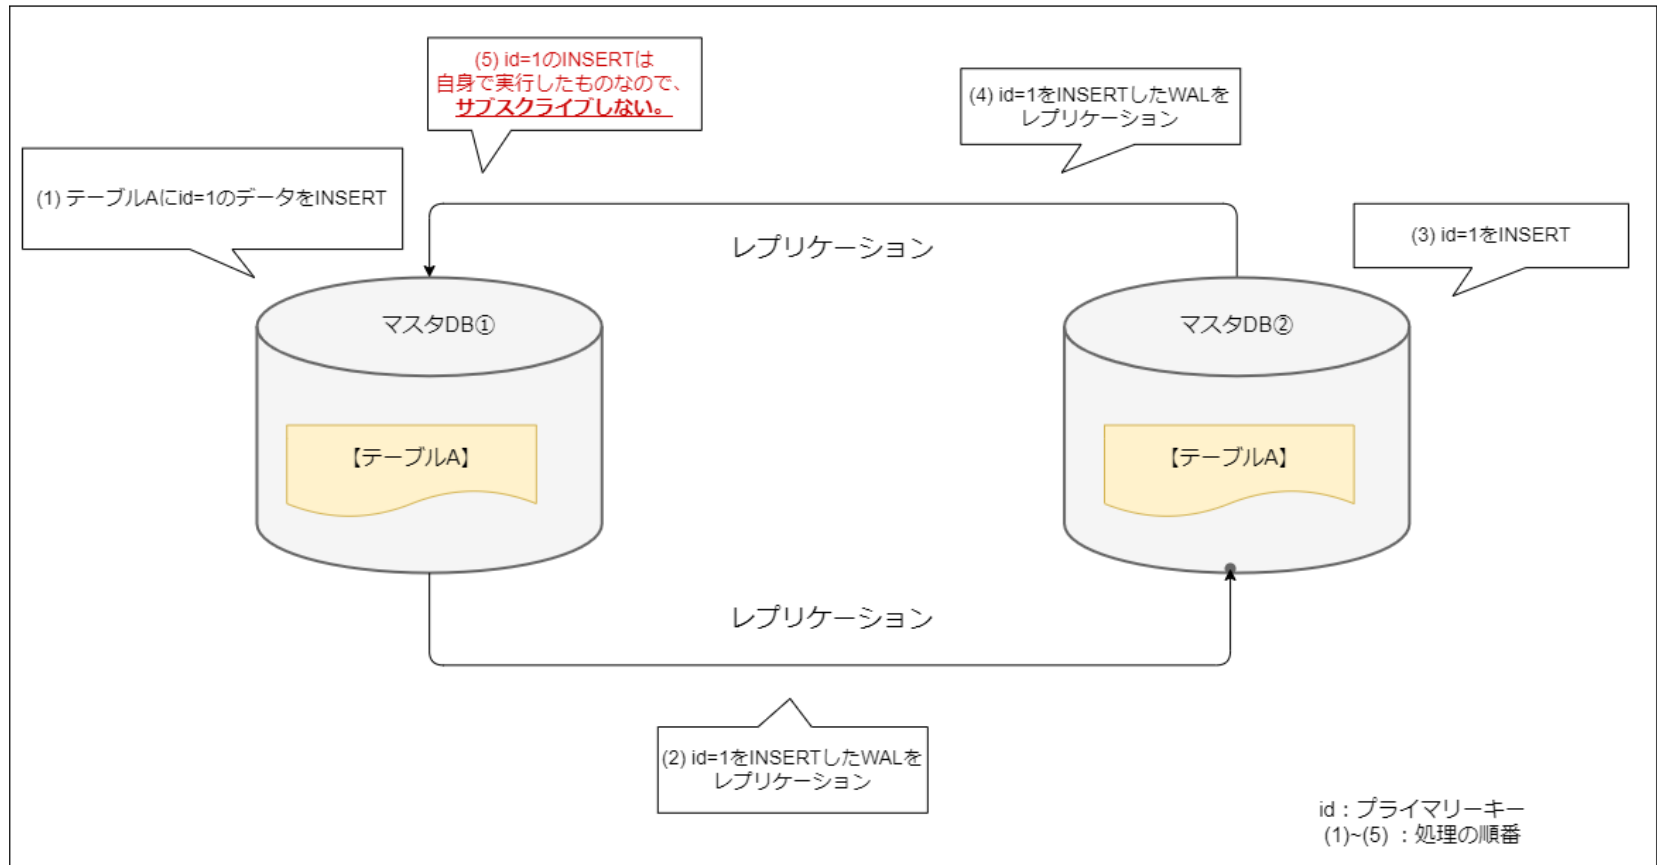 (5) id=1のINSERTは
自身で実行したものなので、
サブスクライブしない。
(4) id=1をINSERTしたWALを
レプリケーション
(1) テーブルAにid=1のデータをINSERT
レプリケーション
(3) id=1をINSERT
マスタDB①
マスタDB②
【テーブルA】
【テーブルA】
レプリケーション
(2) id=1をINSERTしたWALを
レプリケーション
id：プライマリーキー
(1)~(5) ：処理の順番